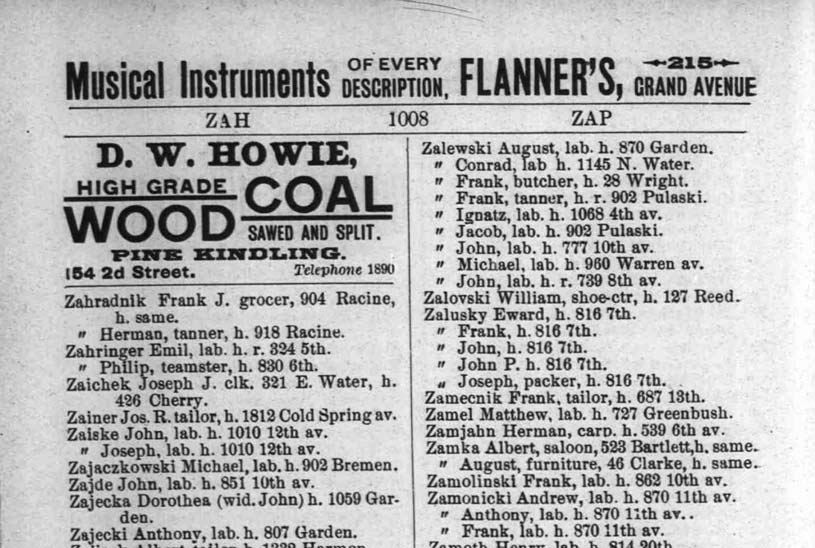 Musical Instruments OF EVERY DESCRIPTION, FLANNER'S, 215 GRAND AVENUE
ZAH 1008 ZAP
D. W. HOWIE,
HIGH GRADE COAL
WOOD SAWED AND SPLIT.
PINE KINDLING.
154 2d Street. Telephone 1890
Zahradnik Frank J. grocer, 904 Racine,
h. same.
" Herman, tanner, h. 918 Racine.
Zahringer Emil, lab. h. r. 324 5th.
" Philip, teamster, h. 830 6th.
Zaichek Joseph J. clk. 321 E. Water, h.
426 Cherry.
Zainer Jos. R. tailor, h. 1812 Cold Spring av.
Zaiske John, lab. h. 1010 12th av.
" Joseph, lab. h. 1010 12th av.
Zajaczkowski Michael, lab. h. 902 Bremen.
Zajde John, lab. h. 851 10th av.
Zajecka Dorothea (wid. John) h. 1059 Gar-
den.
Zajecki Anthony, lab. h. 807 Garden.
Zalewski August, lab. h. 870 Garden.
" Conrad, lab h. 1145 N. Water.
" Frank, butcher, h. 28 Wright.
" Frank, tanner, h. r. 902 Pulaski.
" Ignatz, lab. h. 1068 4th av.
" Jacob, lab. h. 902 Pulaski.
" John, lab. h. 777 10th av.
" Michael, lab. h. 960 Warren av.
" John, lab. h. r. 739 8th av.
Zalovski William, shoe-ctr, h. 127 Reed.
Zalusky Eward, h. 816 7th.
" Frank, h. 816 7th.
" John, h. 816 7th.
" John P. h. 816 7th.
" Joseph, packer, h. 816 7th.
Zamecnik Frank, tailor, h. 687 13th.
Zamel Matthew, lab. h. 727 Greenbush.
Zamjahn Herman, carp. h. 539 6th av.
Zamka Albert, saloon, 523 Bartlett, h. same.
" August, furniture, 46 Clarke, h. same.
Zamolinski Frank, lab. h. 862 10th av.
Zamonicki Andrew, lab. h. 870 11th av.
" Anthony, lab. h. 870 11th av..
" Frank, lab. h. 870 11th av.